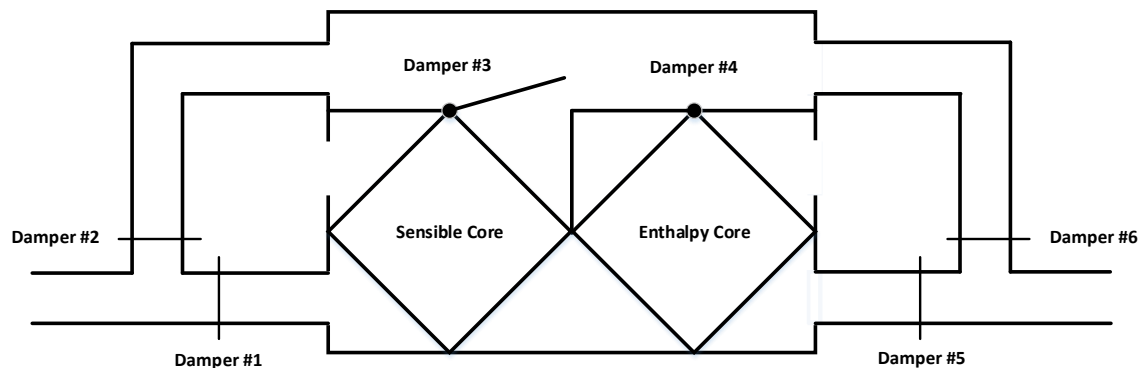 Damper #3
Damper #4
Damper #2
Sensible Core
Enthalpy Core
Damper #6
Damper #1
Damper #5